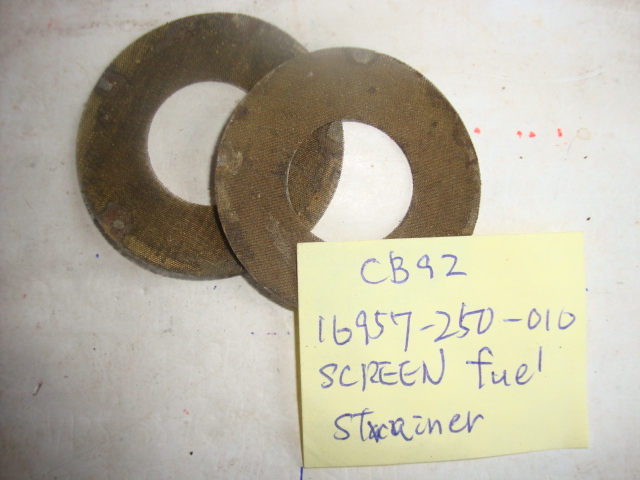 CB92
16957-250-010
SCREEN fuel
Strainer